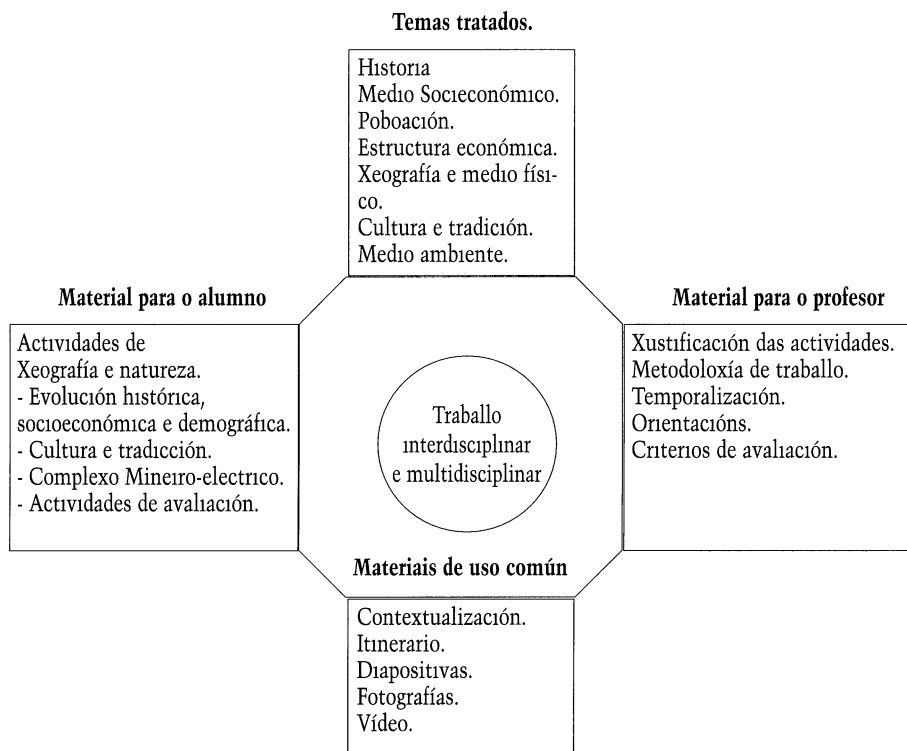 Temas tratados.
Historia
Medio Socieconómico.
Poboación.
Estructura económica.
Xeografía e medio físi-
co.
Cultura e tradición.
Medio ambiente.
Material para o alumno
Actividades de
Xeografía e natureza.
- Evolución histórica,
socioeconómica e demográfica.
- Cultura e tradicción.
- Complexo Mineiro-electrico.
- Actividades de avaliación.
Traballo
interdisciplinar
e multidisciplinar
Material para o profesor
Xustificación das actividades.
Metodoloxía de traballo.
Temporalización.
Orientacións.
Criterios de avaliación.
Materiais de uso común
Contextualización.
Itinerario.
Diapositivas.
Fotografías.
Vídeo.